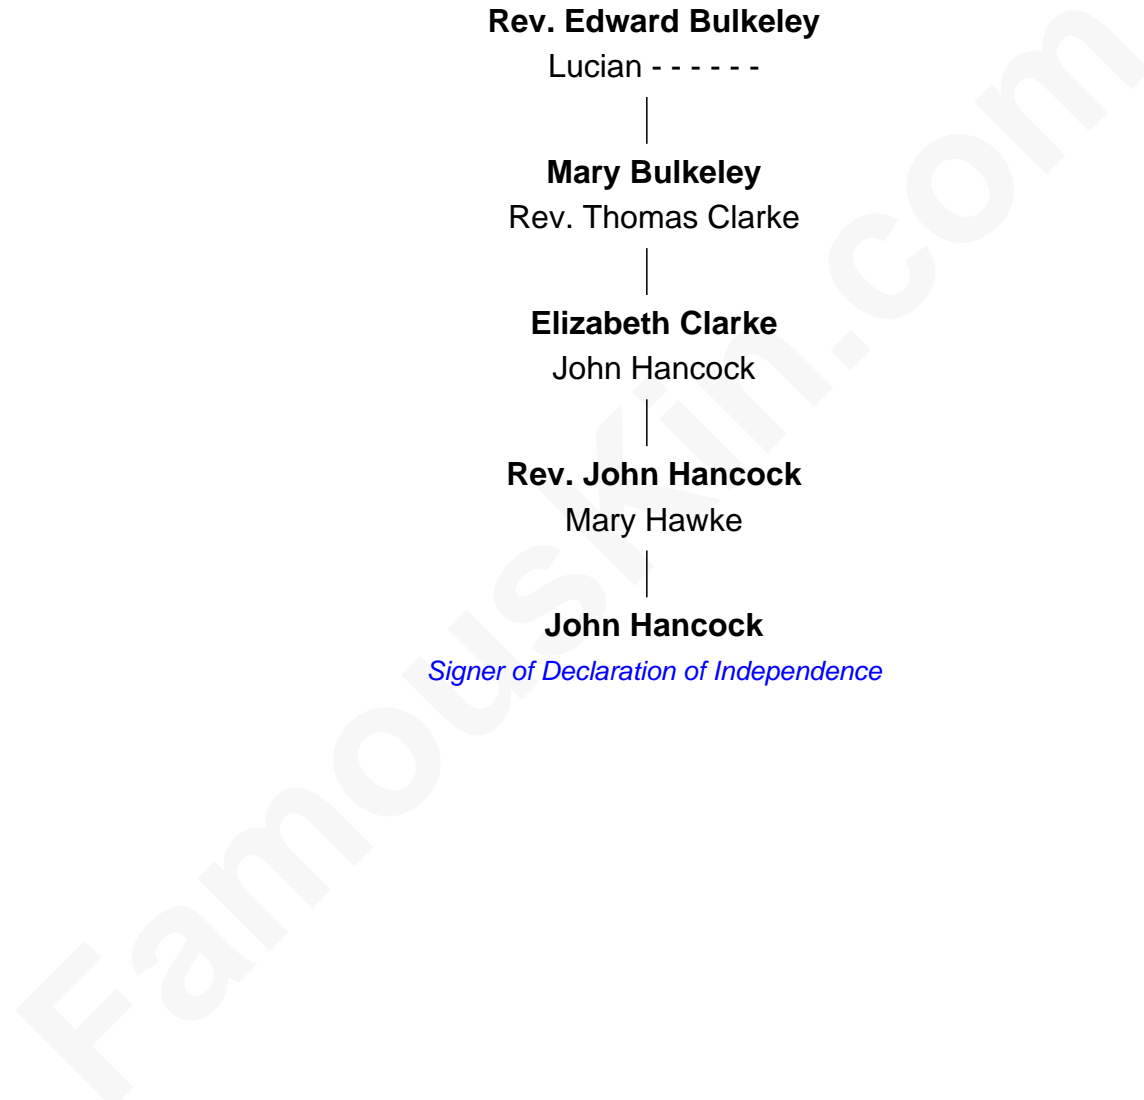 Rev. Edward Bulkeley
Lucian - - - - - -
Mary Bulkeley
Rev. Thomas Clarke
Elizabeth Clarke
John Hancock
Rev. John Hancock
Mary Hawke
John Hancock
Signer of Declaration of Independence
FamousKin.com